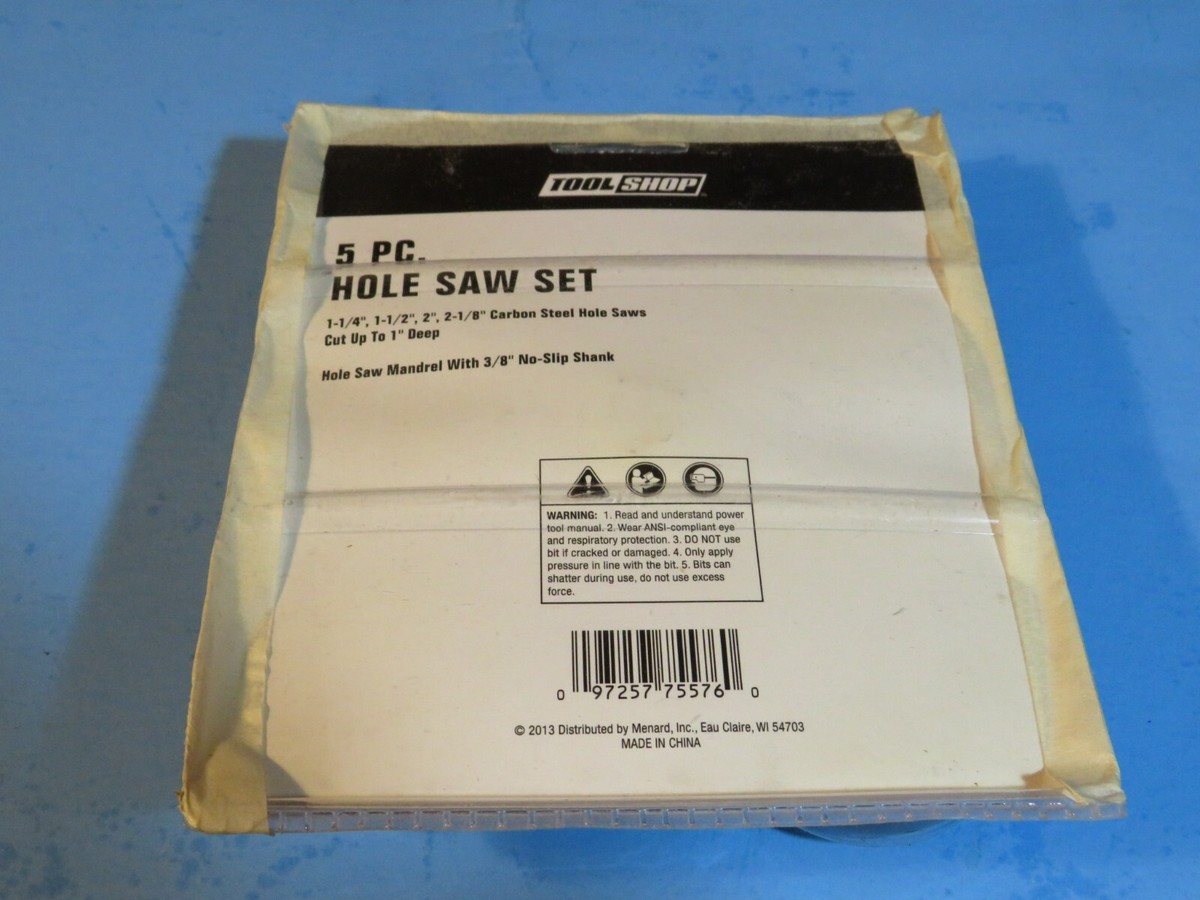 TOOL SHOP
5 PC.
HOLE SAW SET
1-1/4", 1-1/2", 2", 2-1/8" Carbon Steel Hole Saws
Cut Up To 1" Deep
Hole Saw Mandrel With 3/8" No-Slip Shank
WARNING: 1. Read and understand power
tool manual. 2. Wear ANSI-compliant eye
and respiratory protection. 3. DO NOT use
bit if cracked or damaged. 4. Only apply
pressure in line with the bit. 5. Bits can
shatter during use, do not use excess
force.
0 97257 75576 0
© 2013 Distributed by Menard, Inc., Eau Claire, WI 54703
MADE IN CHINA